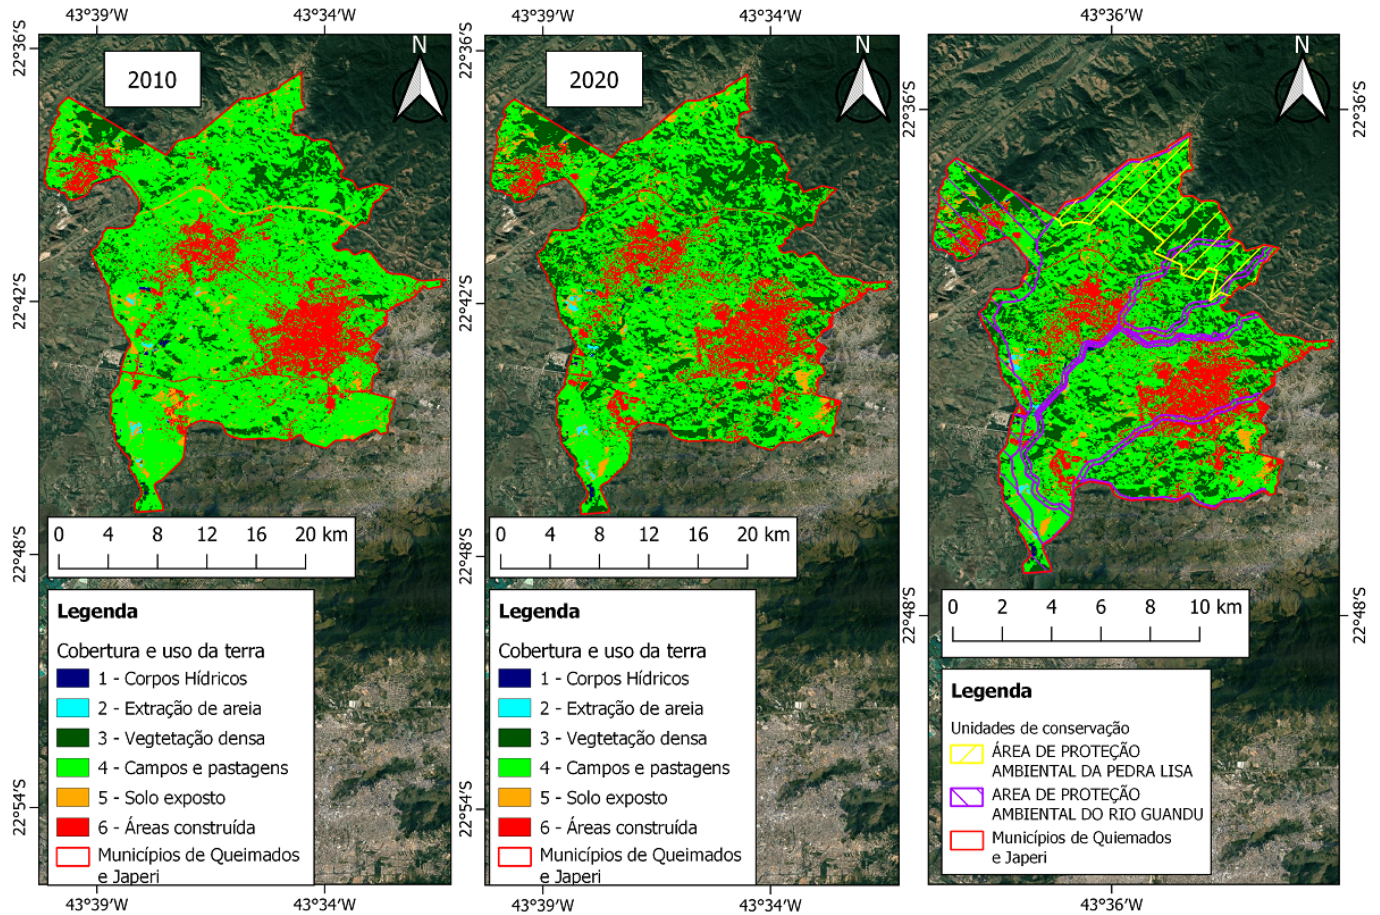 43°39'W
43°34'W
43°39'W
43°34'W
43°36'W
22°36'S
22°42'S
22°48'S
22°54'S
2010
N
0 4 8 12 16 20 km
Legenda
Cobertura e uso da terra
1 - Corpos Hídricos
2 - Extração de areia
3 - Vegtetação densa
4 - Campos e pastagens
5 - Solo exposto
6 - Áreas construída
Municípios de Queimados
e Japeri
43°39'W
43°34'W
22°36'S
22°42'S
22°48'S
22°54'S
2020
N
0 4 8 12 16 20 km
Legenda
Cobertura e uso da terra
1 - Corpos Hídricos
2 - Extração de areia
3 - Vegtetação densa
4 - Campos e pastagens
5 - Solo exposto
6 - Áreas construída
Municípios de Queimados
e Japeri
43°39'W
43°34'W
22°36'S
22°48'S
N
22°36'S
22°48'S
0 2 4 6 8 10 km
Legenda
Unidades de conservação
ÁREA DE PROTEÇÃO
AMBIENTAL DA PEDRA LISA
AREA DE PROTEÇÃO
AMBIENTAL DO RIO GUANDU
Municípios de Quiemados
e Japeri
43°36'W